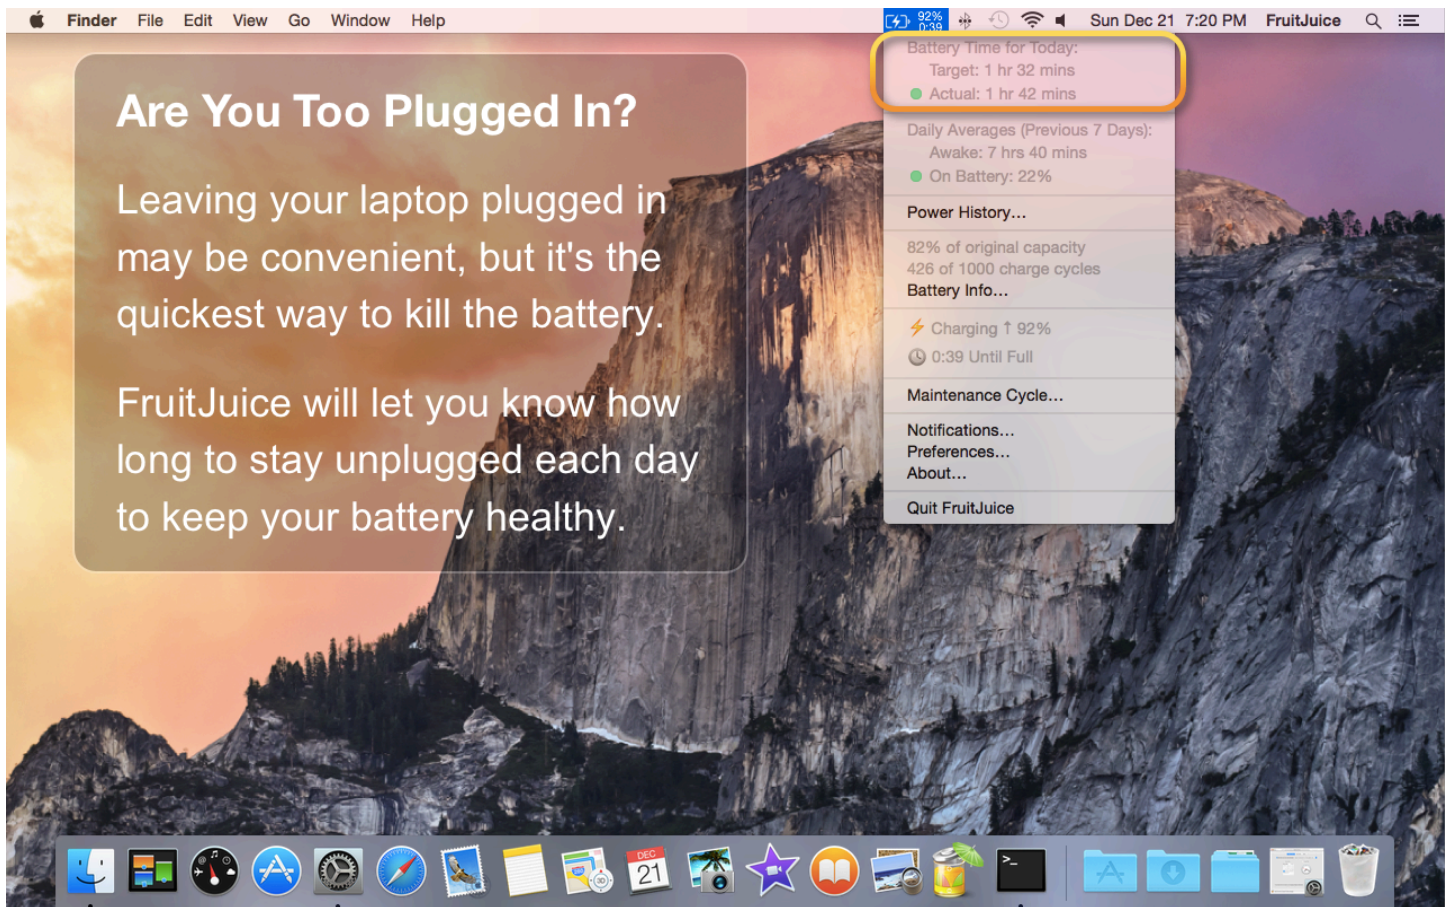 Finder File Edit View Go Window Help 92% 0:39 Sun Dec 21 7:20 PM FruitJuice
Are You Too Plugged In?
Leaving your laptop plugged in
may be convenient, but it's the
quickest way to kill the battery.
FruitJuice will let you know how
long to stay unplugged each day
to keep your battery healthy.
Battery Time for Today:
Target: 1 hr 32 mins
Actual: 1 hr 42 mins
Daily Averages (Previous 7 Days):
Awake: 7 hrs 40 mins
On Battery: 22%
Power History...
82% of original capacity
426 of 1000 charge cycles
Battery Info...
Charging ↑ 92%
0:39 Until Full
Maintenance Cycle...
Notifications...
Preferences...
About...
Quit FruitJuice
DEC
21
>_